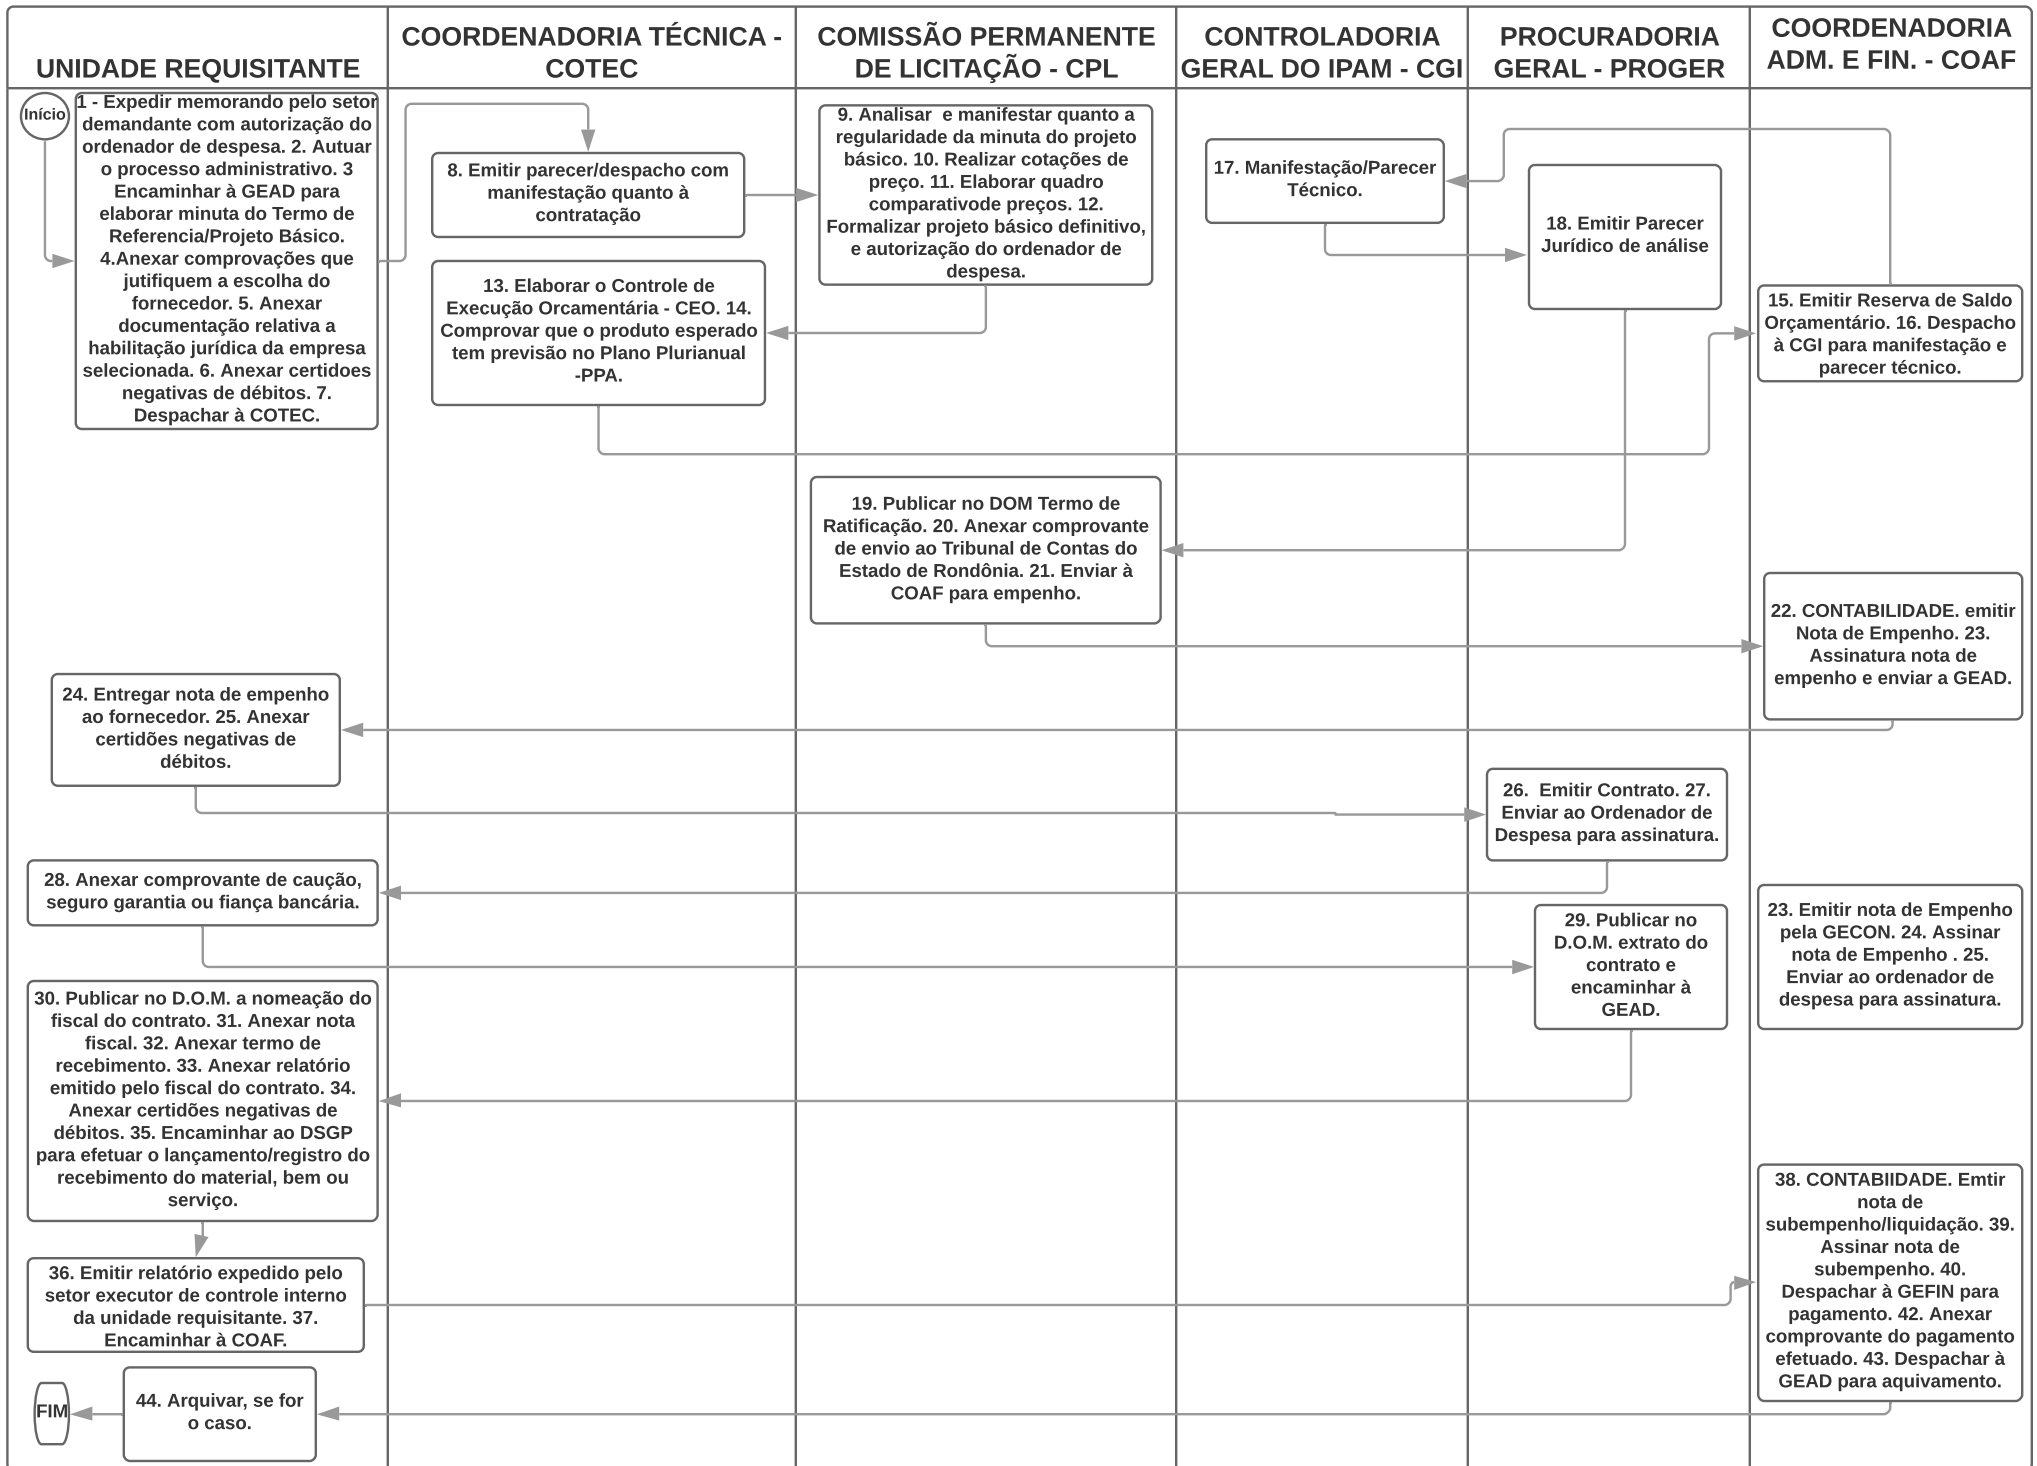 UNIDADE REQUISITANTE
COORDENADORIA TÉCNICA -
COTEC
COMISSÃO PERMANENTE
DE LICITAÇÃO - CPL
CONTROLADORIA
GERAL DO IPAM - CGI
PROCURADORIA
GERAL - PROGER
COORDENADORIA
ADM. E FIN. - COAF
Início
1 - Expedir memorando pelo setor
demandante com autorização do
ordenador de despesa. 2. Autuar
o processo administrativo. 3
Encaminhar à GEAD para
elaborar minuta do Termo de
Referencia/Projeto Básico.
4.Anexar comprovações que
jutifiquem a escolha do
fornecedor. 5. Anexar
documentação relativa a
habilitação jurídica da empresa
selecionada. 6. Anexar certidoes
negativas de débitos. 7.
Despachar à COTEC.
8. Emitir parecer/despacho com
manifestação quanto à
contratação
9. Analisar  e manifestar quanto a
regularidade da minuta do projeto
básico. 10. Realizar cotações de
preço. 11. Elaborar quadro
comparativode preços. 12.
Formalizar projeto básico definitivo,
e autorização do ordenador de
despesa.
13. Elaborar o Controle de
Execução Orcamentária - CEO. 14.
Comprovar que o produto esperado
tem previsão no Plano Plurianual
-PPA.
15. Emitir Reserva de Saldo
Orçamentário. 16. Despacho
à CGI para manifestação e
parecer técnico.
17. Manifestação/Parecer
Técnico.
18. Emitir Parecer
Jurídico de análise
19. Publicar no DOM Termo de
Ratificação. 20. Anexar comprovante
de envio ao Tribunal de Contas do
Estado de Rondônia. 21. Enviar à
COAF para empenho.
22. CONTABILIDADE. emitir
Nota de Empenho. 23.
Assinatura nota de
empenho e enviar a GEAD.
24. Entregar nota de empenho
ao fornecedor. 25. Anexar
certidões negativas de
débitos.
26.  Emitir Contrato. 27.
Enviar ao Ordenador de
Despesa para assinatura.
28. Anexar comprovante de caução,
seguro garantia ou fiança bancária.
23. Emitir nota de Empenho
pela GECON. 24. Assinar
nota de Empenho . 25.
Enviar ao ordenador de
despesa para assinatura.
29. Publicar no
D.O.M. extrato do
contrato e
encaminhar à
GEAD.
30. Publicar no D.O.M. a nomeação do
fiscal do contrato. 31. Anexar nota
fiscal. 32. Anexar termo de
recebimento. 33. Anexar relatório
emitido pelo fiscal do contrato. 34.
Anexar certidões negativas de
débitos. 35. Encaminhar ao DSGP
para efetuar o lançamento/registro do
recebimento do material, bem ou
serviço.
36. Emitir relatório expedido pelo
setor executor de controle interno
da unidade requisitante. 37.
Encaminhar à COAF.
38. CONTABIIDADE. Emtir
nota de
subempenho/liquidação. 39.
Assinar nota de
subempenho. 40.
Despachar à GEFIN para
pagamento. 42. Anexar
comprovante do pagamento
efetuado. 43. Despachar à
GEAD para aquivamento.
44. Arquivar, se for
o caso.
FIM